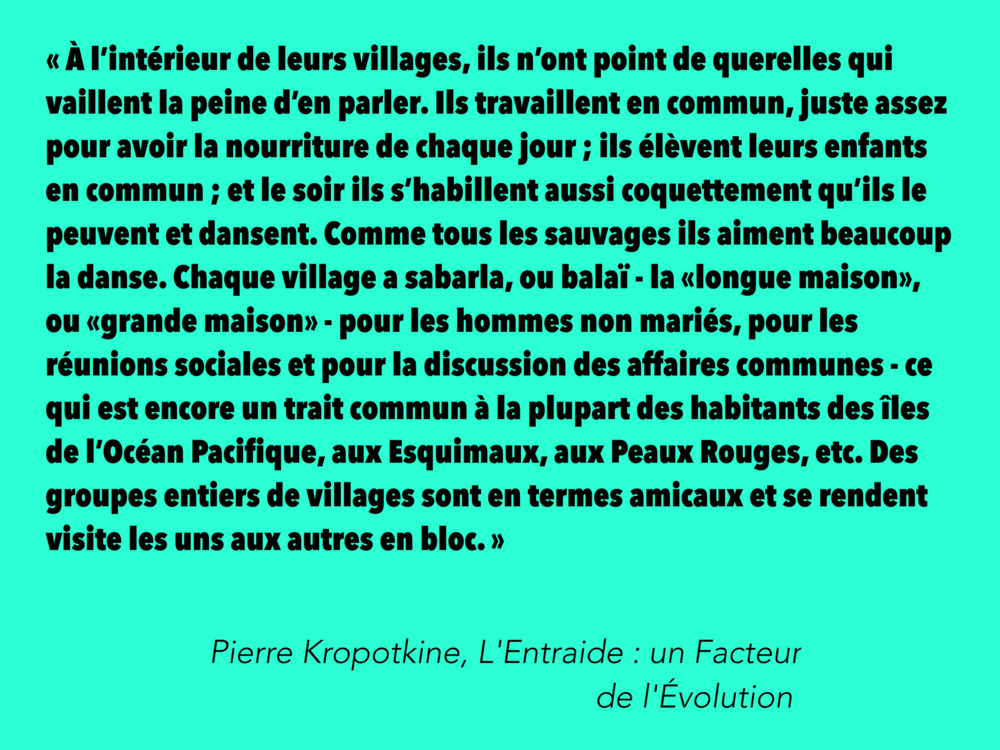 « À l’intérieur de leurs villages, ils n’ont point de querelles qui
vaillent la peine d’en parler. Ils travaillent en commun, juste assez
pour avoir la nourriture de chaque jour ; ils élèvent leurs enfants
en commun ; et le soir ils s’habillent aussi coquettement qu’ils le
peuvent et dansent. Comme tous les sauvages ils aiment beaucoup
la danse. Chaque village a sabarla, ou balaï - la «longue maison»,
ou «grande maison» - pour les hommes non mariés, pour les
réunions sociales et pour la discussion des affaires communes - ce
qui est encore un trait commun à la plupart des habitants des îles
de l’Océan Pacifique, aux Esquimaux, aux Peaux Rouges, etc. Des
groupes entiers de villages sont en termes amicaux et se rendent
visite les uns aux autres en bloc. »
Pierre Kropotkine, L'Entraide : un Facteur
de l'Évolution